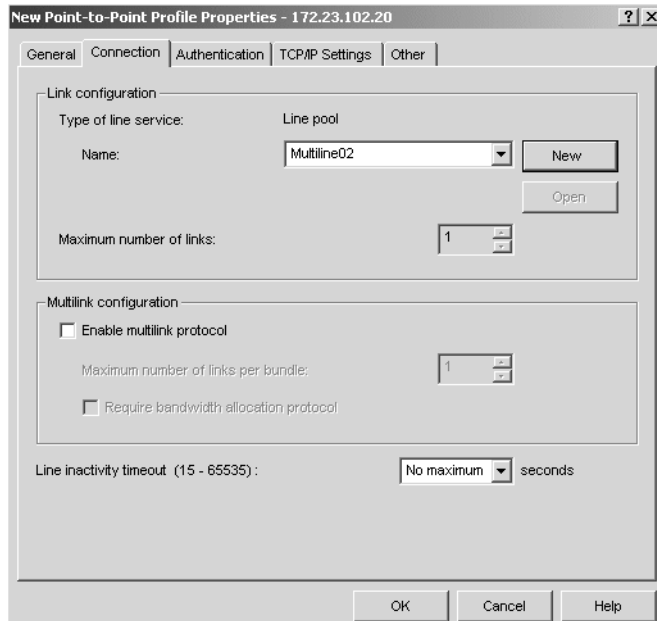 New Point-to-Point Profile Properties - 172.23.102.20
General
Connection
Authentication
TCP/IP Settings
Other
Link configuration
Type of line service: Line pool
Name: Multiline02 New
Open
Maximum number of links: 1
Multilink configuration
Enable multilink protocol
Maximum number of links per bundle: 1
Require bandwidth allocation protocol
Line inactivity timeout (15 - 65535) : No maximum seconds
OK Cancel Help